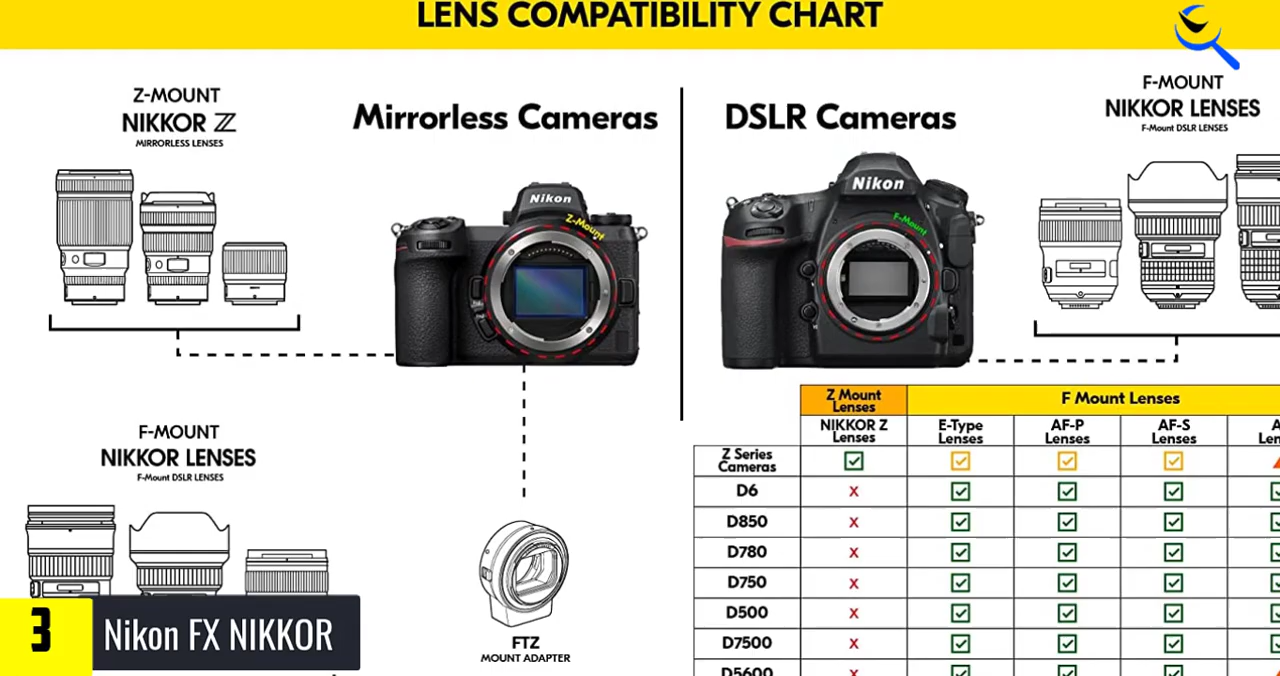 LENS COMPATIBILITY CHART
Z-MOUNT
NIKKOR Z
MIRRORLESS LENSES
Mirrorless Cameras
Nikon
Z-Mount
DSLR Cameras
Nikon
F-Mount
F-MOUNT
NIKKOR LENSES
F-Mount DSLR LENSES
F-MOUNT
NIKKOR LENSES
F-Mount DSLR LENSES
FTZ
MOUNT ADAPTER
Z Mount
Lenses
F Mount Lenses
NIKKOR Z
Lenses
E-Type
Lenses
AF-P
Lenses
AF-S
Lenses
Z Series
Cameras
D6 x
D850 x
D780 x
D750 x
D500 x
D7500 x
D5600 x
3
Nikon FX NIKKOR